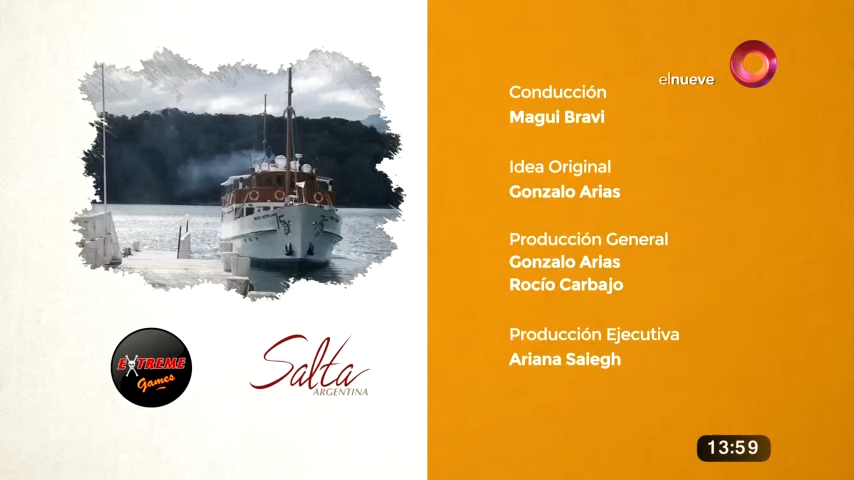 elnueve
Conducción
Magui Bravi
Idea Original
Gonzalo Arias
Producción General
Gonzalo Arias
Rocío Carbajo
Producción Ejecutiva
Ariana Saiegh
EXTREME
Games
Salta
ARGENTINA
13:59